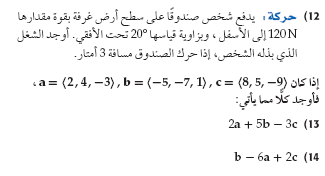 (12 حركة: يدفع شخص صندوقًا على سطح أرض غرفة بقوة مقدارها
120 N إلى الأسفل، وبزاوية قياسها 20° تحت الأفقي. أوجد الشغل
الذي بذله الشخص، إذا حرك الصندوق مسافة 3 أمتار.
إذا كان a = ⟨2, 4, −3⟩, b = ⟨−5, −7, 1⟩, c = ⟨8, 5, −9⟩ ،
فأوجد كلًّا مما يأتي:
(13 2a + 5b − 3c
(14 b − 6a + 2c